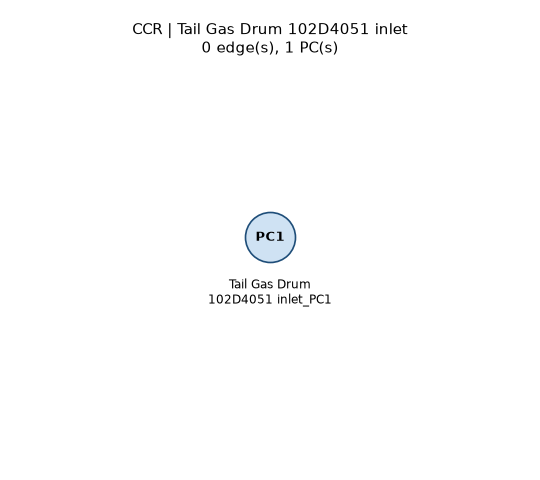 CCR | Tail Gas Drum 102D4051 inlet
0 edge(s), 1 PC(s)
PC1
Tail Gas Drum
102D4051 inlet_PC1